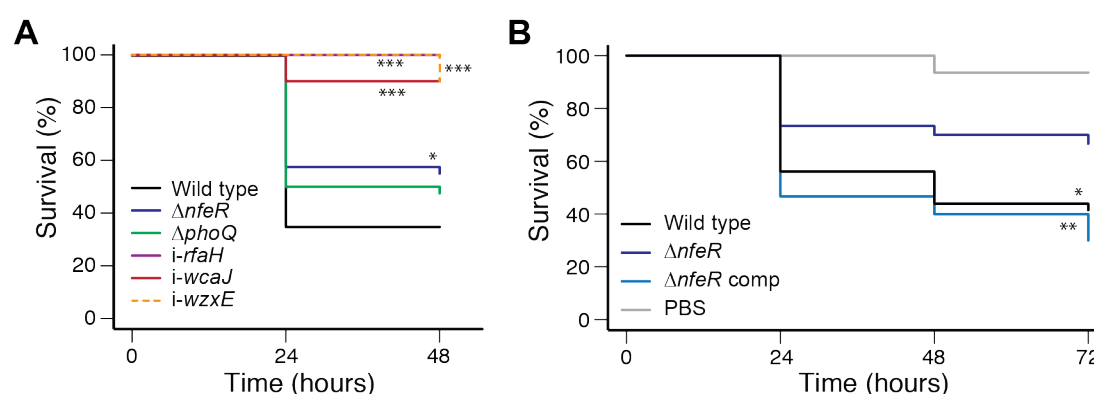 A
Survival (%)
100
80
60
40
20
0
***
***
***
*
Wild type
ΔnfeR
ΔphoQ
i-rfaH
i-wcaJ
i-wzxE
0 24 48
Time (hours)
B
Survival (%)
100
80
60
40
20
0
*
**
Wild type
ΔnfeR
ΔnfeR comp
PBS
0 24 48 72
Time (hours)